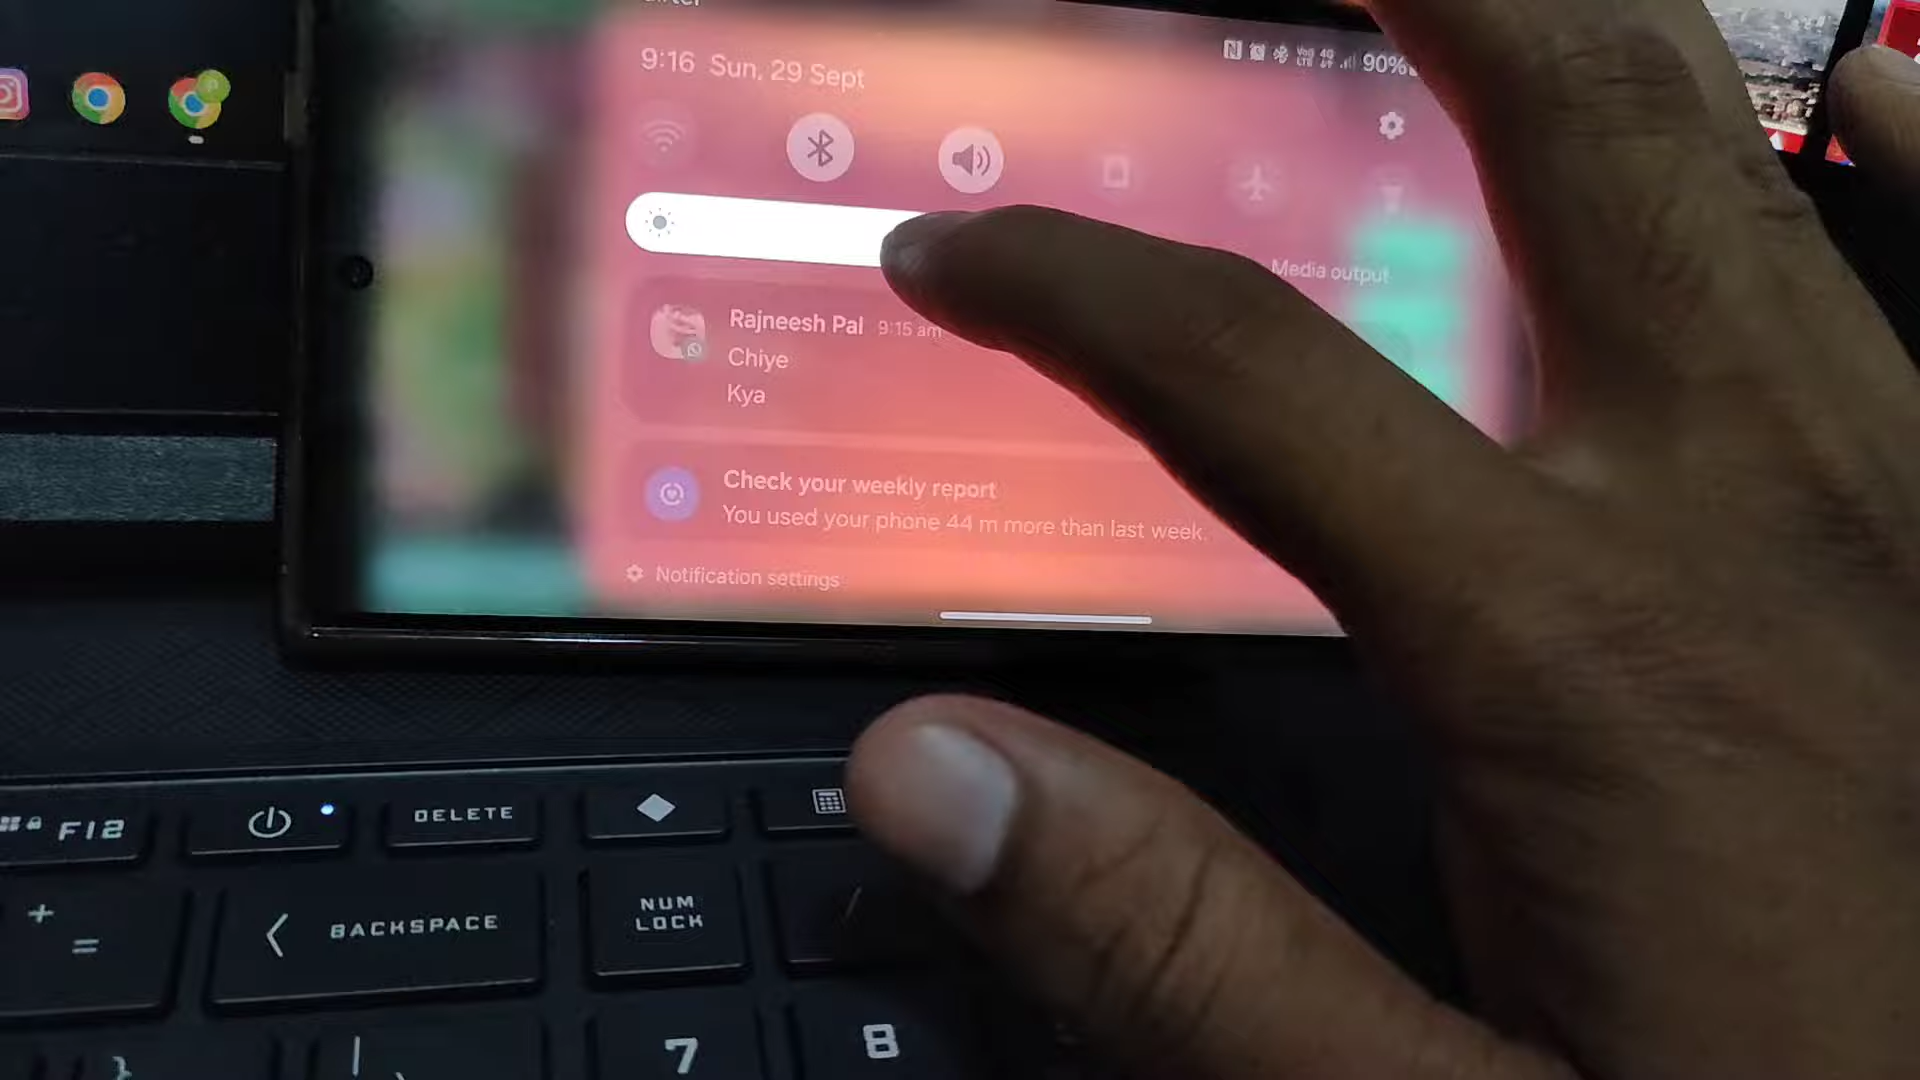 9:16 Sun, 29 Sept
90%
Media output
Rajneesh Pal 9:15 am
Chiye
Kya
Check your weekly report
You used your phone 44 m more than last week.
Notification settings
F12
DELETE
+
=
BACKSPACE
NUM
LOCK
/
7
8
}
|